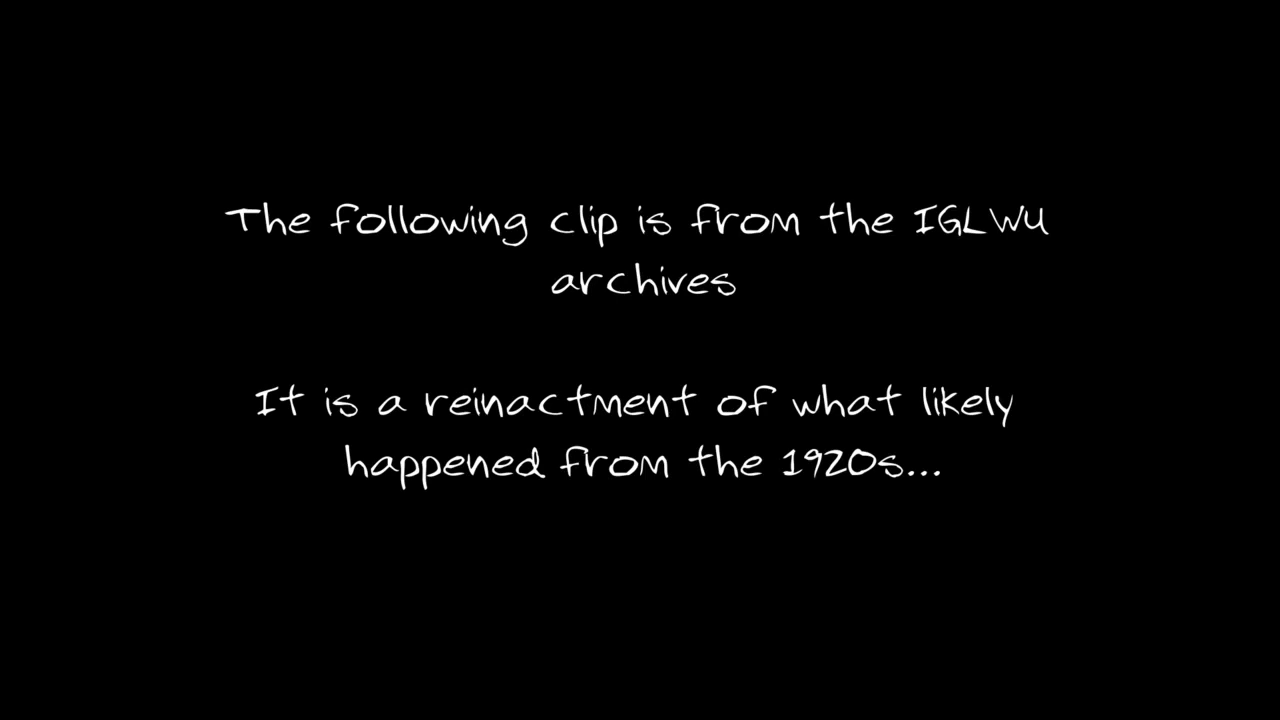 The following clip is from the IGLWU
archives
It is a reinactment of what likely
happened from the 1920s...